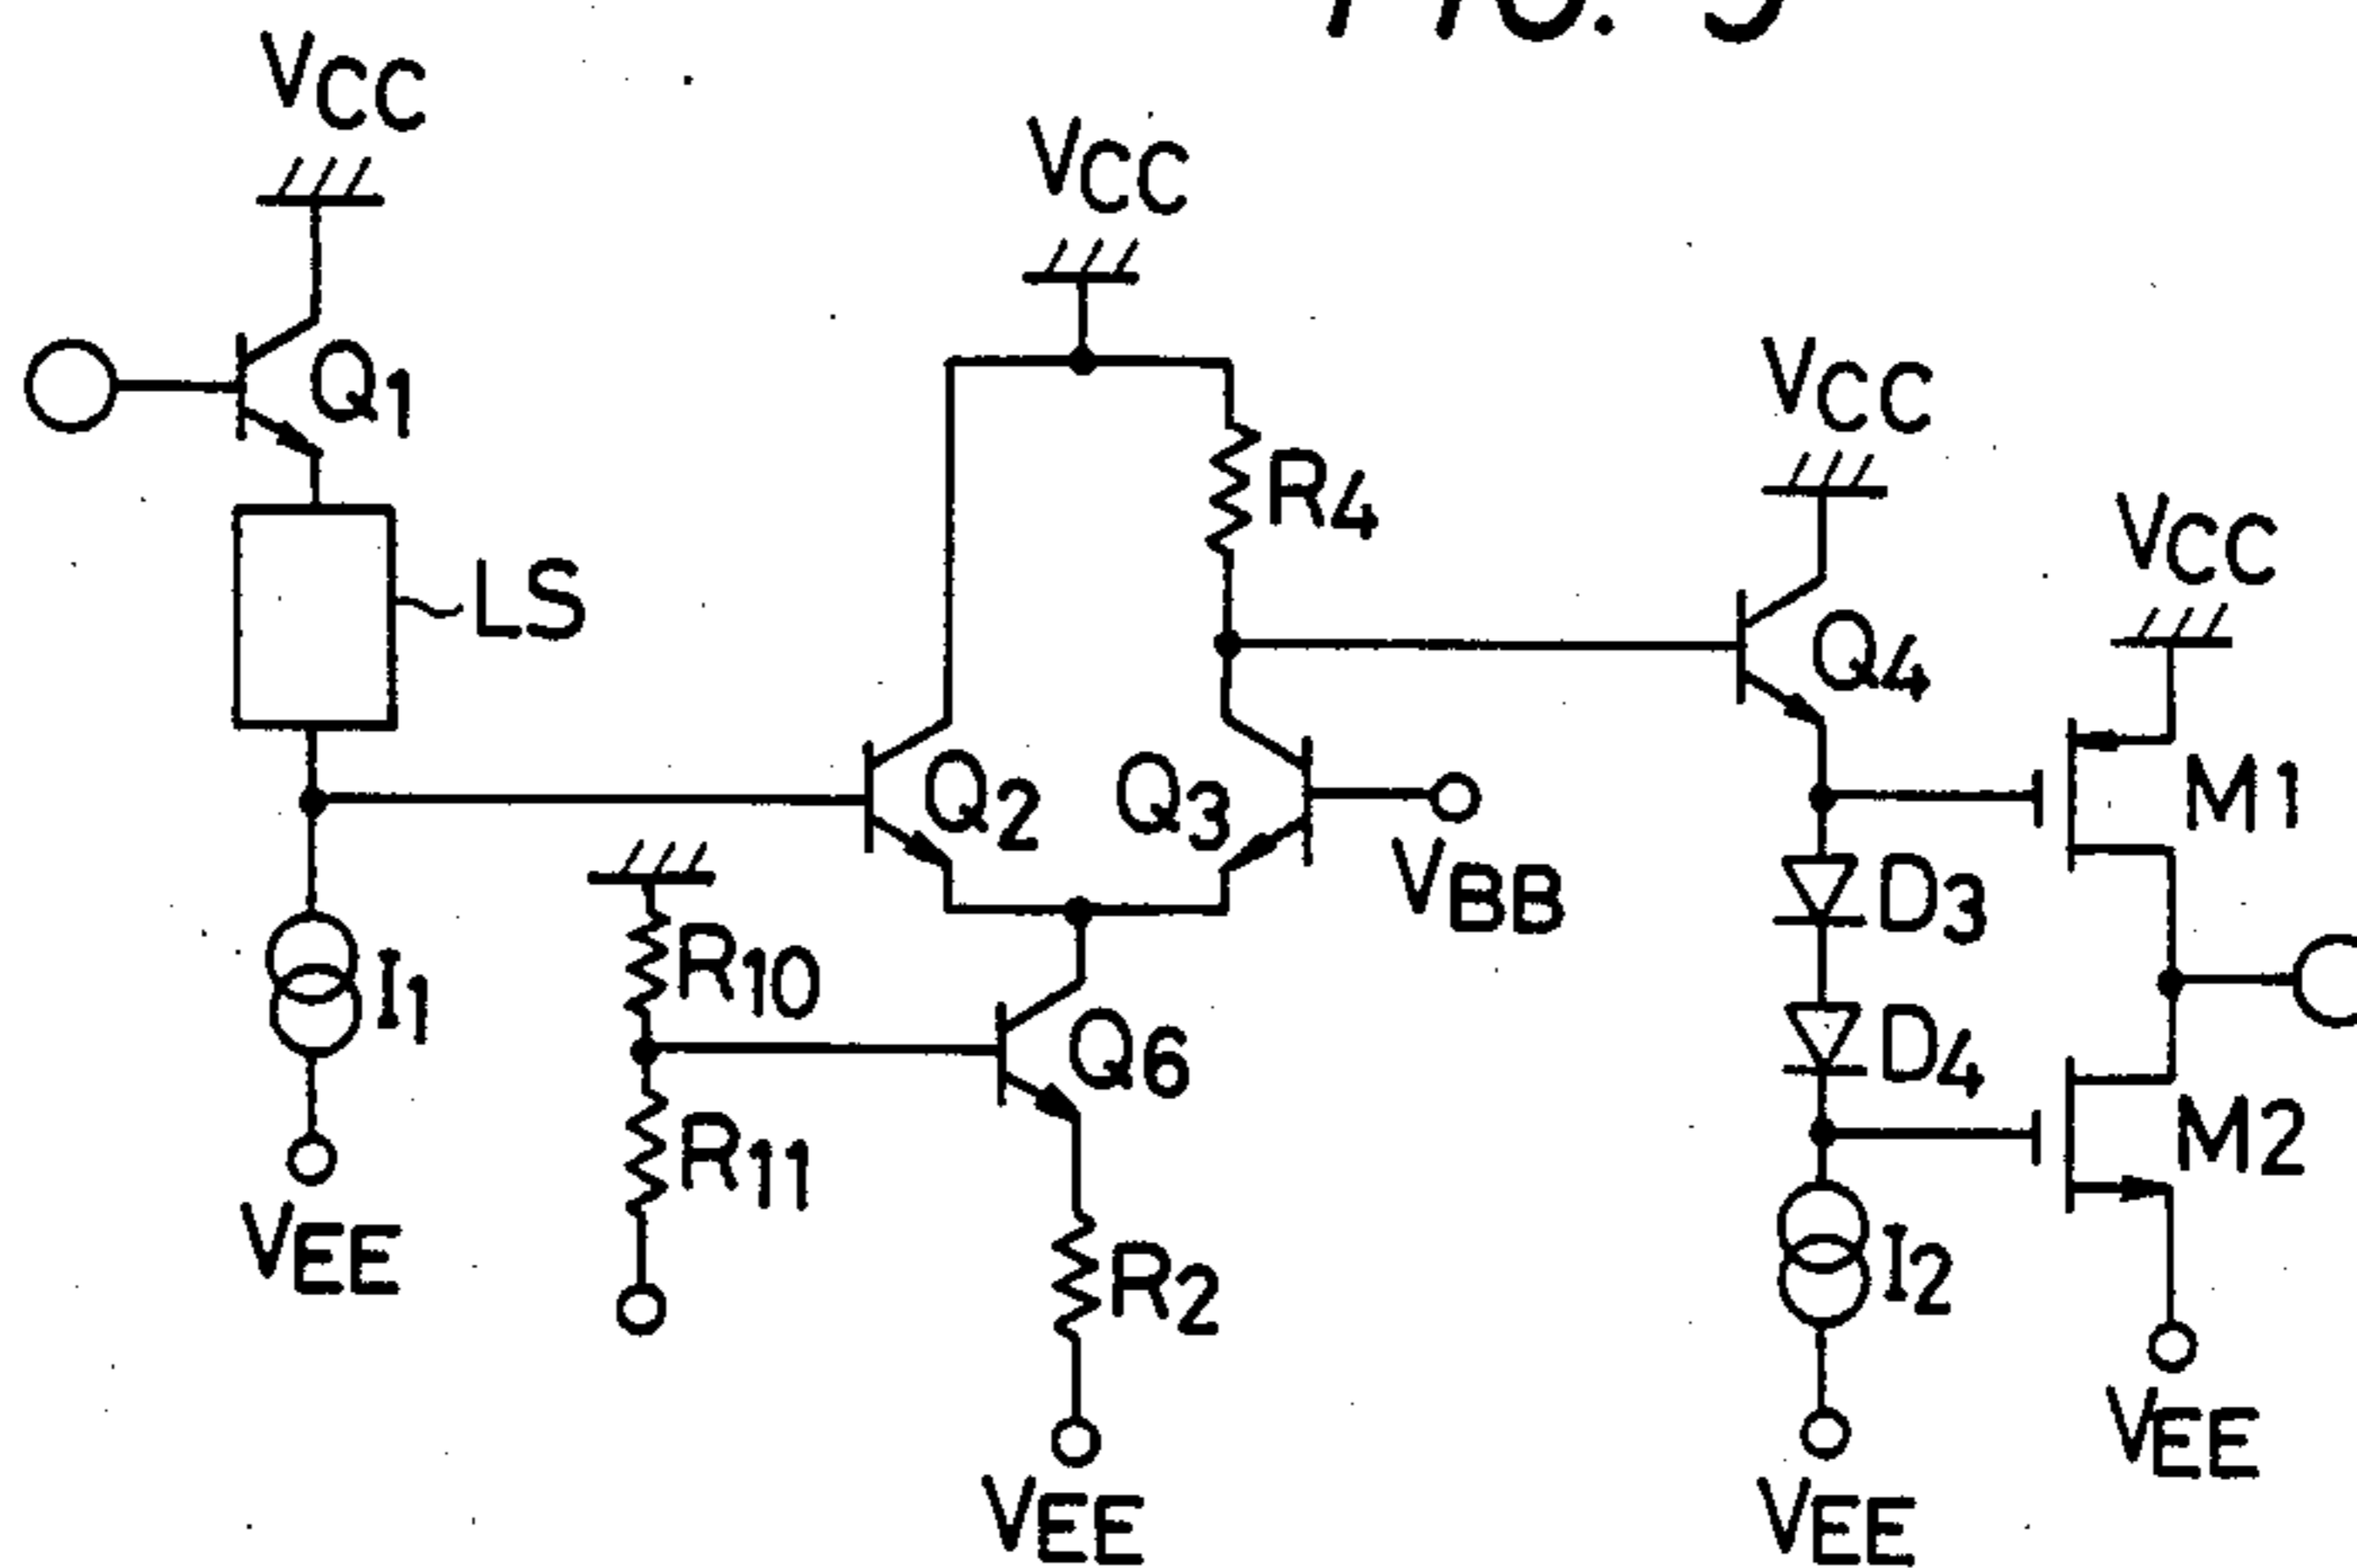 VCC
VCC
Q1
VCC
R4
VCC
LS
Q4
Q2
Q3
M1
VBB
D3
R10
I1
Q6
D4
R11
M2
VEE
R2
I2
VEE
VEE
VEE